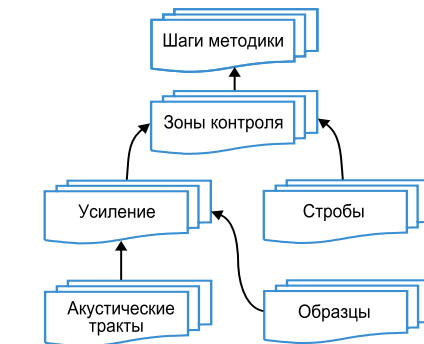 Шаги методики
Зоны контроля
Усиление
Стробы
Акустические
тракты
Образцы